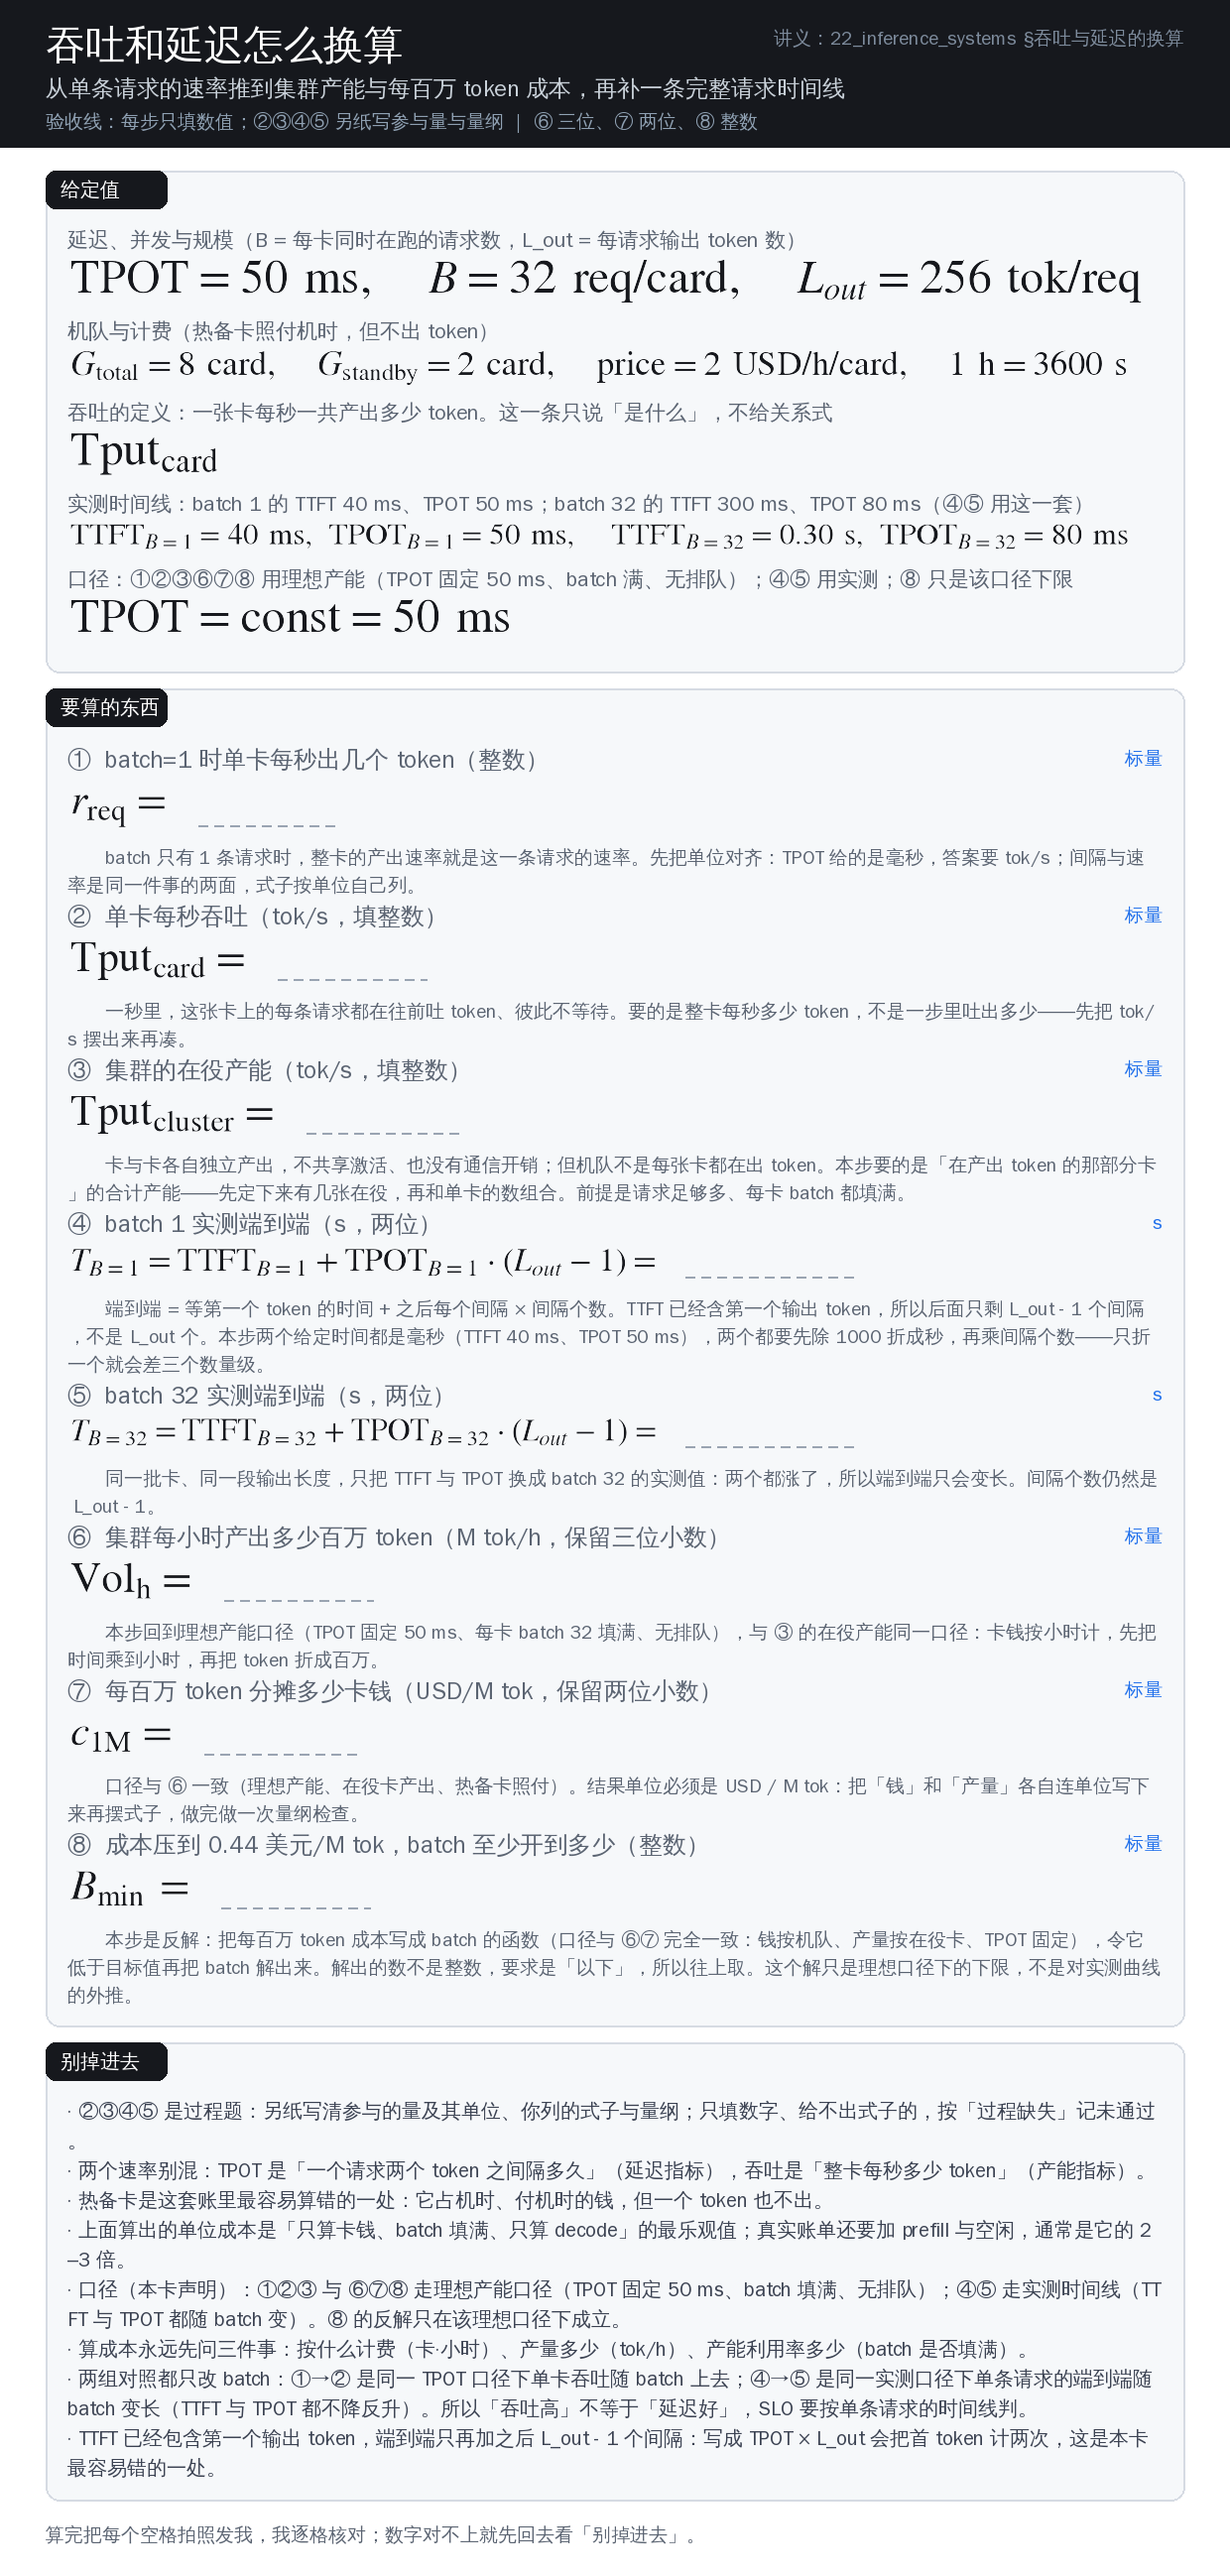 吞吐和延迟怎么换算
讲义：22_inference_systems §吞吐与延迟的换算
从单条请求的速率推到集群产能与每百万 token 成本，再补一条完整请求时间线
验收线：每步只填数值；②③④⑤ 另纸写参与量与量纲 ｜ ⑥ 三位、⑦ 两位、⑧ 整数
给定值
延迟、并发与规模（B = 每卡同时在跑的请求数，L_out = 每请求输出 token 数）
TPOT = 50 ms, B = 32 req/card, L_out = 256 tok/req
机队与计费（热备卡照付机时，但不出 token）
G_total = 8 card, G_standby = 2 card, price = 2 USD/h/card, 1 h = 3600 s
吞吐的定义：一张卡每秒一共产出多少 token。这一条只说「是什么」，不给关系式
Tput_card
实测时间线：batch 1 的 TTFT 40 ms、TPOT 50 ms；batch 32 的 TTFT 300 ms、TPOT 80 ms（④⑤ 用这一套）
TTFT_B=1 = 40 ms, TPOT_B=1 = 50 ms, TTFT_B=32 = 0.30 s, TPOT_B=32 = 80 ms
口径：①②③⑥⑦⑧ 用理想产能（TPOT 固定 50 ms、batch 满、无排队）；④⑤ 用实测；⑧ 只是该口径下限
TPOT = const = 50 ms
要算的东西
① batch=1 时单卡每秒出几个 token（整数）
标量
r_req =
batch 只有 1 条请求时，整卡的产出速率就是这一条请求的速率。先把单位对齐：TPOT 给的是毫秒，答案要 tok/s；间隔与速
率是同一件事的两面，式子按单位自己列。
② 单卡每秒吞吐（tok/s，填整数）
标量
Tput_card =
一秒里，这张卡上的每条请求都在往前吐 token、彼此不等待。要的是整卡每秒多少 token，不是一步里吐出多少——先把 tok/
s 摆出来再凑。
③ 集群的在役产能（tok/s，填整数）
标量
Tput_cluster =
卡与卡各自独立产出，不共享激活、也没有通信开销；但机队不是每张卡都在出 token。本步要的是「在产出 token 的那部分卡
」的合计产能——先定下来有几张在役，再和单卡的数组合。前提是请求足够多、每卡 batch 都填满。
④ batch 1 实测端到端（s，两位）
s
T_B=1 = TTFT_B=1 + TPOT_B=1 · (L_out − 1) =
端到端 = 等第一个 token 的时间 + 之后每个间隔 × 间隔个数。TTFT 已经含第一个输出 token，所以后面只剩 L_out - 1 个间隔
，不是 L_out 个。本步两个给定时间都是毫秒（TTFT 40 ms、TPOT 50 ms），两个都要先除 1000 折成秒，再乘间隔个数——只折
一个就会差三个数量级。
⑤ batch 32 实测端到端（s，两位）
s
T_B=32 = TTFT_B=32 + TPOT_B=32 · (L_out − 1) =
同一批卡、同一段输出长度，只把 TTFT 与 TPOT 换成 batch 32 的实测值：两个都涨了，所以端到端只会变长。间隔个数仍然是
L_out - 1。
⑥ 集群每小时产出多少百万 token（M tok/h，保留三位小数）
标量
Vol_h =
本步回到理想产能口径（TPOT 固定 50 ms、每卡 batch 32 填满、无排队），与 ③ 的在役产能同一口径：卡钱按小时计，先把
时间乘到小时，再把 token 折成百万。
⑦ 每百万 token 分摊多少卡钱（USD/M tok，保留两位小数）
标量
c_1M =
口径与 ⑥ 一致（理想产能、在役卡产出、热备卡照付）。结果单位必须是 USD / M tok：把「钱」和「产量」各自连单位写下
来再摆式子，做完做一次量纲检查。
⑧ 成本压到 0.44 美元/M tok，batch 至少开到多少（整数）
标量
B_min =
本步是反解：把每百万 token 成本写成 batch 的函数（口径与 ⑥⑦ 完全一致：钱按机队、产量按在役卡、TPOT 固定），令它
低于目标值再把 batch 解出来。解出的数不是整数，要求是「以下」，所以往上取。这个解只是理想口径下的下限，不是对实测曲线
的外推。
别掉进去
· ②③④⑤ 是过程题：另纸写清参与的量及其单位、你列的式子与量纲；只填数字、给不出式子的，按「过程缺失」记未通过
。
· 两个速率别混：TPOT 是「一个请求两个 token 之间隔多久」（延迟指标），吞吐是「整卡每秒多少 token」（产能指标）。
· 热备卡是这套账里最容易算错的一处：它占机时、付机时的钱，但一个 token 也不出。
· 上面算出的单位成本是「只算卡钱、batch 填满、只算 decode」的最乐观值；真实账单还要加 prefill 与空闲，通常是它的 2
–3 倍。
· 口径（本卡声明）：①②③ 与 ⑥⑦⑧ 走理想产能口径（TPOT 固定 50 ms、batch 填满、无排队）；④⑤ 走实测时间线（TT
FT 与 TPOT 都随 batch 变）。⑧ 的反解只在该理想口径下成立。
· 算成本永远先问三件事：按什么计费（卡·小时）、产量多少（tok/h）、产能利用率多少（batch 是否填满）。
· 两组对照都只改 batch：①→② 是同一 TPOT 口径下单卡吞吐随 batch 上去；④→⑤ 是同一实测口径下单条请求的端到端随
batch 变长（TTFT 与 TPOT 都不降反升）。所以「吞吐高」不等于「延迟好」，SLO 要按单条请求的时间线判。
· TTFT 已经包含第一个输出 token，端到端只再加之后 L_out - 1 个间隔：写成 TPOT × L_out 会把首 token 计两次，这是本卡
最容易错的一处。
算完把每个空格拍照发我，我逐格核对；数字对不上就先回去看「别掉进去」。